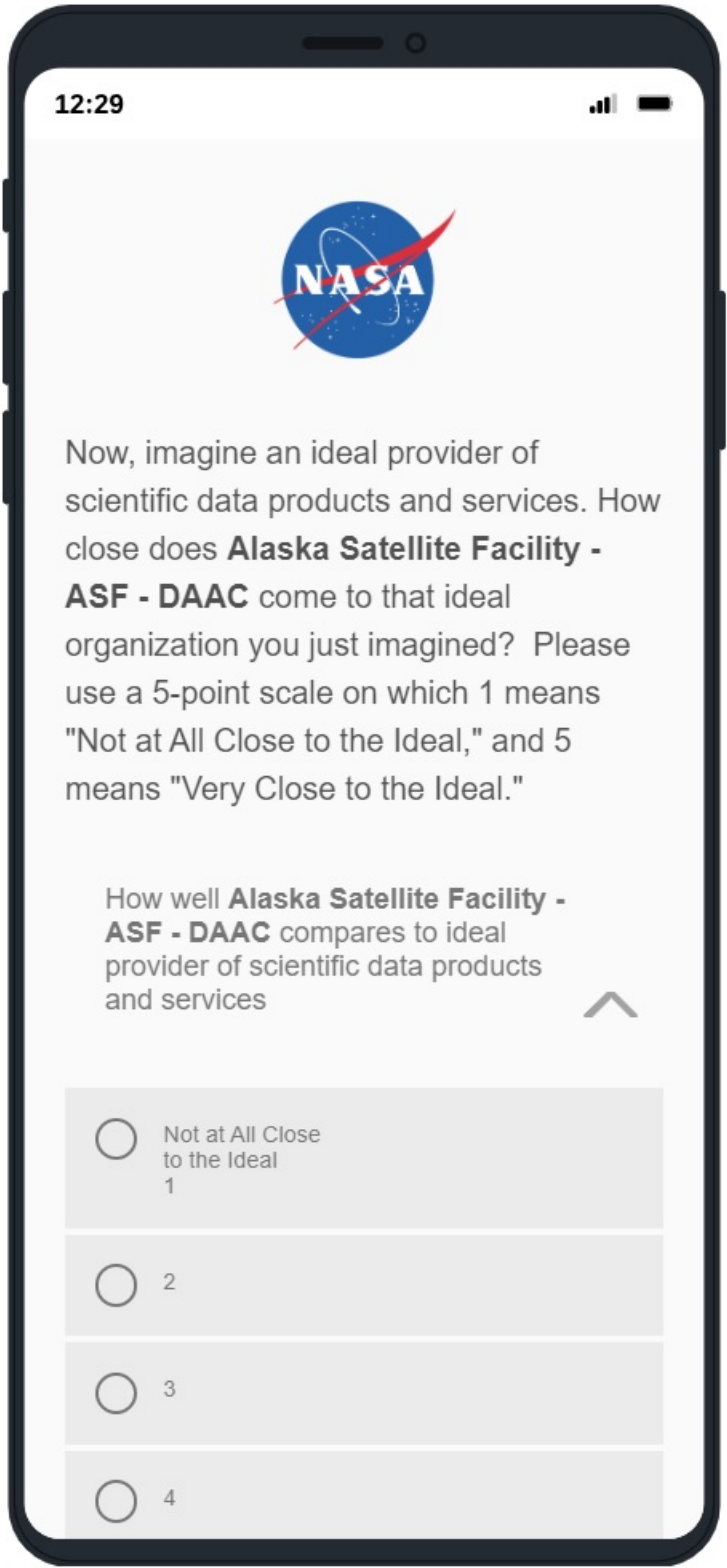 12:29
NASA
Now, imagine an ideal provider of
scientific data products and services. How
close does Alaska Satellite Facility -
ASF - DAAC come to that ideal
organization you just imagined?  Please
use a 5-point scale on which 1 means
"Not at All Close to the Ideal," and 5
means "Very Close to the Ideal."
How well Alaska Satellite Facility -
ASF - DAAC compares to ideal
provider of scientific data products
and services
Not at All Close
to the Ideal
1
2
3
4